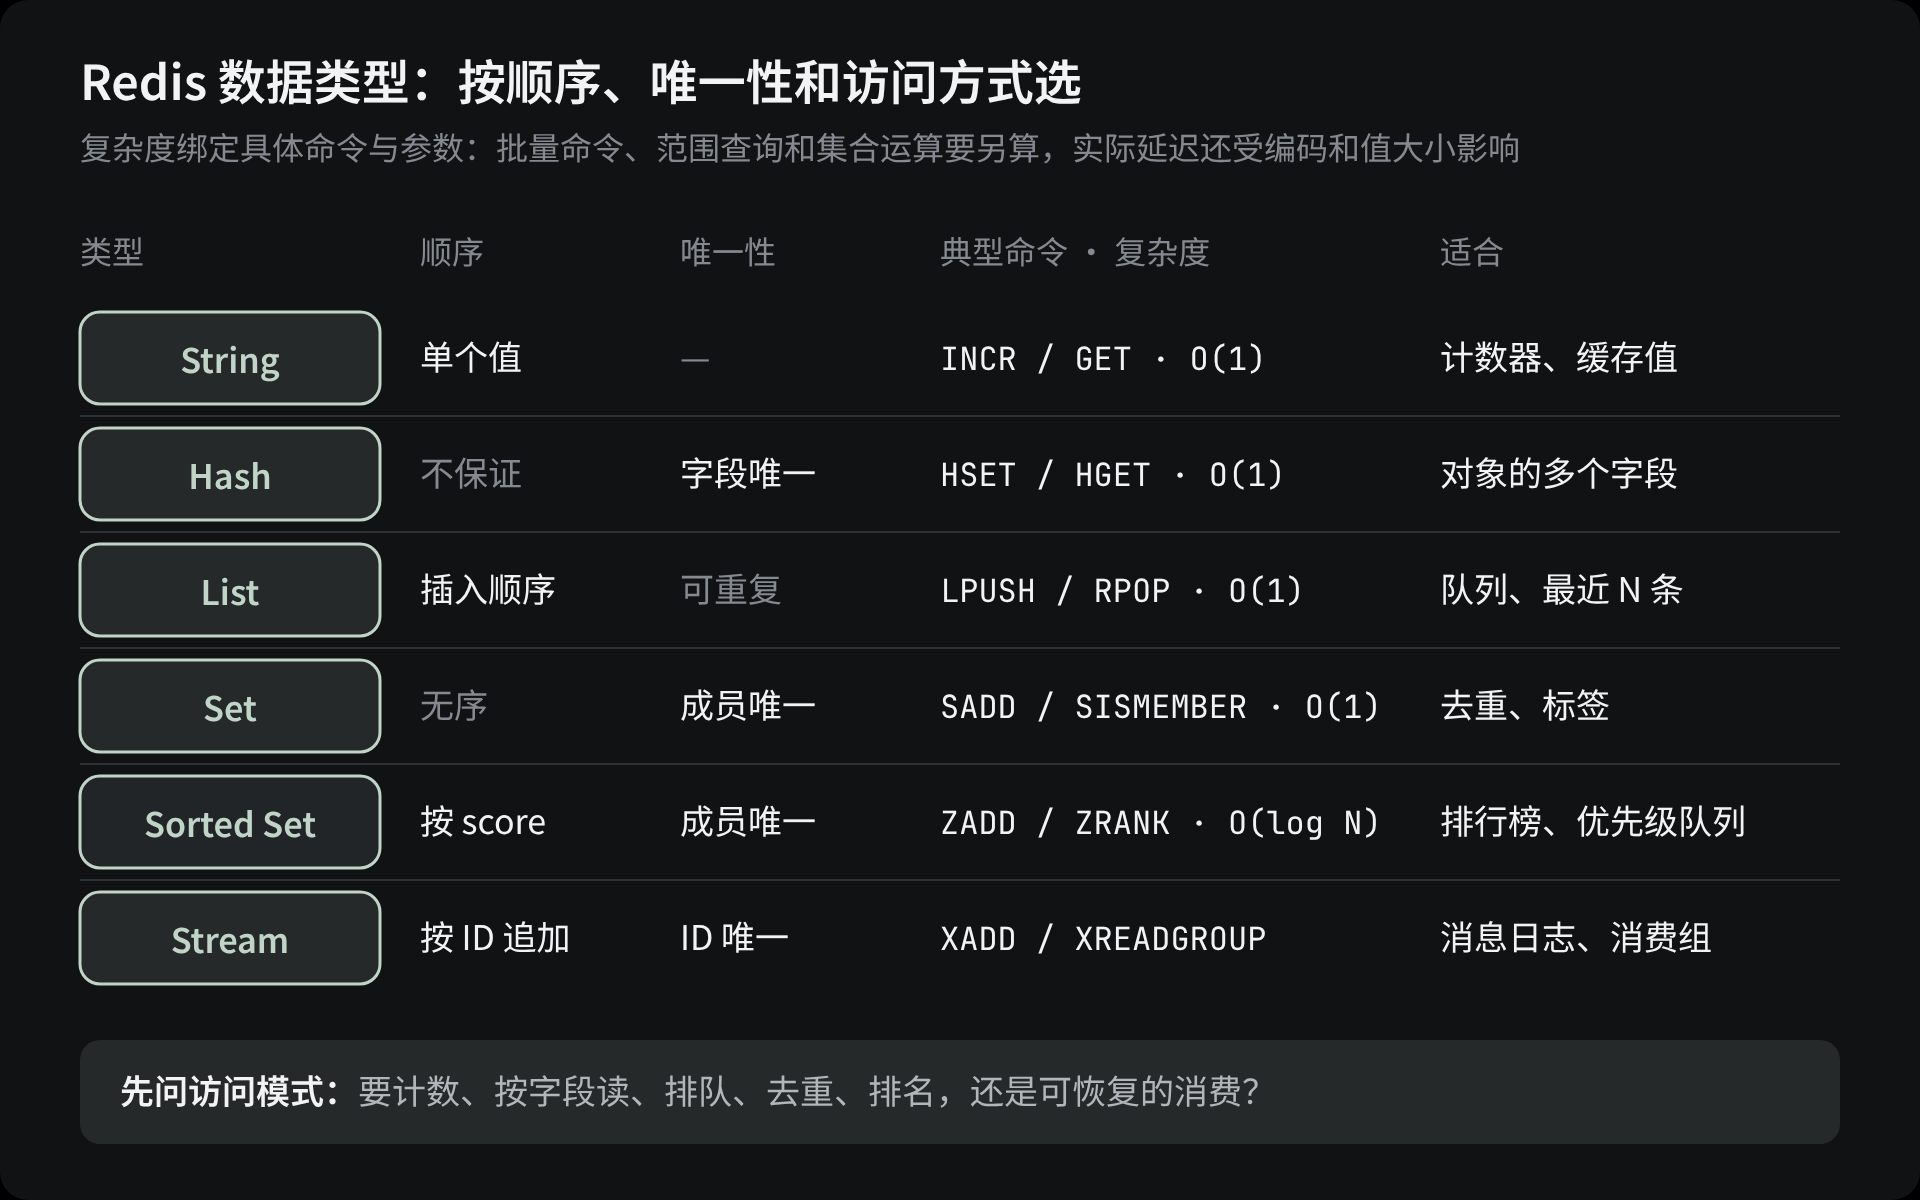 Redis 数据类型：按顺序、唯一性和访问方式选
复杂度绑定具体命令与参数：批量命令、范围查询和集合运算要另算，实际延迟还受编码和值大小影响
类型 顺序 唯一性 典型命令 · 复杂度 适合
String 单个值 — INCR / GET · O(1) 计数器、缓存值
Hash 不保证 字段唯一 HSET / HGET · O(1) 对象的多个字段
List 插入顺序 可重复 LPUSH / RPOP · O(1) 队列、最近 N 条
Set 无序 成员唯一 SADD / SISMEMBER · O(1) 去重、标签
Sorted Set 按 score 成员唯一 ZADD / ZRANK · O(log N) 排行榜、优先级队列
Stream 按 ID 追加 ID 唯一 XADD / XREADGROUP 消息日志、消费组
先问访问模式：要计数、按字段读、排队、去重、排名，还是可恢复的消费？